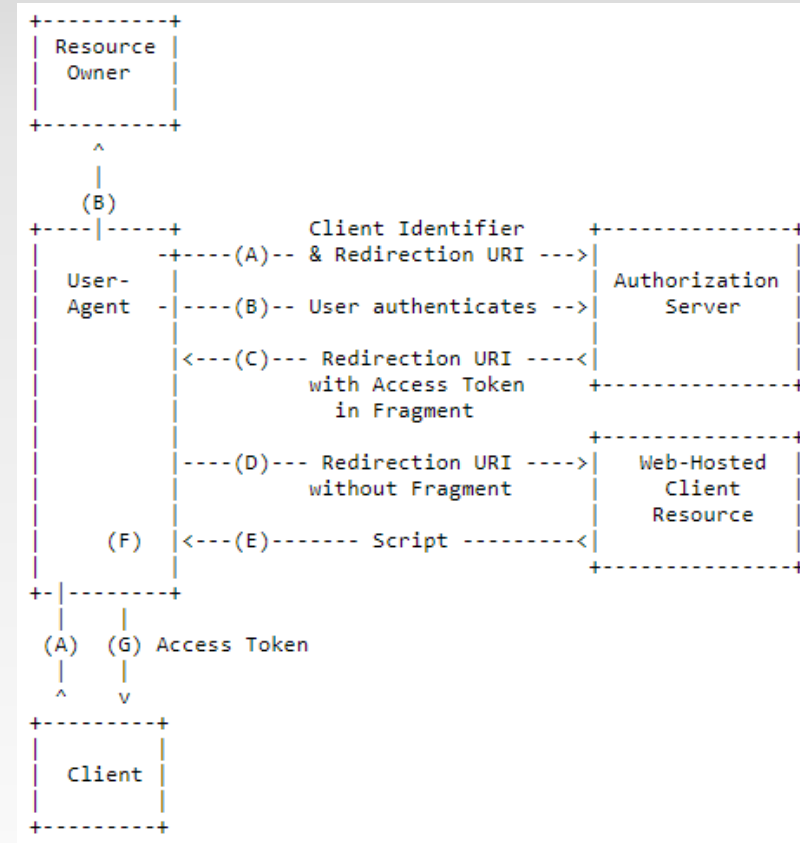 +----------+
| Resource |
|  Owner   |
|          |
+----------+
     ^
     |
    (B)
+----|-----+          Client Identifier     +---------------+
|         -+----(A)-- & Redirection URI --->|               |
|  User-   |                                | Authorization |
|  Agent  -|----(B)-- User authenticates -->|     Server    |
|          |                                |               |
|          |<---(C)--- Redirection URI ----<|               |
|          |          with Access Token     +---------------+
|          |            in Fragment
|          |                                +---------------+
|          |----(D)--- Redirection URI ---->|   Web-Hosted  |
|          |          without Fragment      |     Client    |
|          |                                |    Resource   |
|     (F)  |<---(E)------- Script ---------<|               |
|          |                                +---------------+
+-|--------+
  |    |
 (A)  (G) Access Token
  |    |
  ^    v
+---------+
|         |
|  Client |
|         |
+---------+